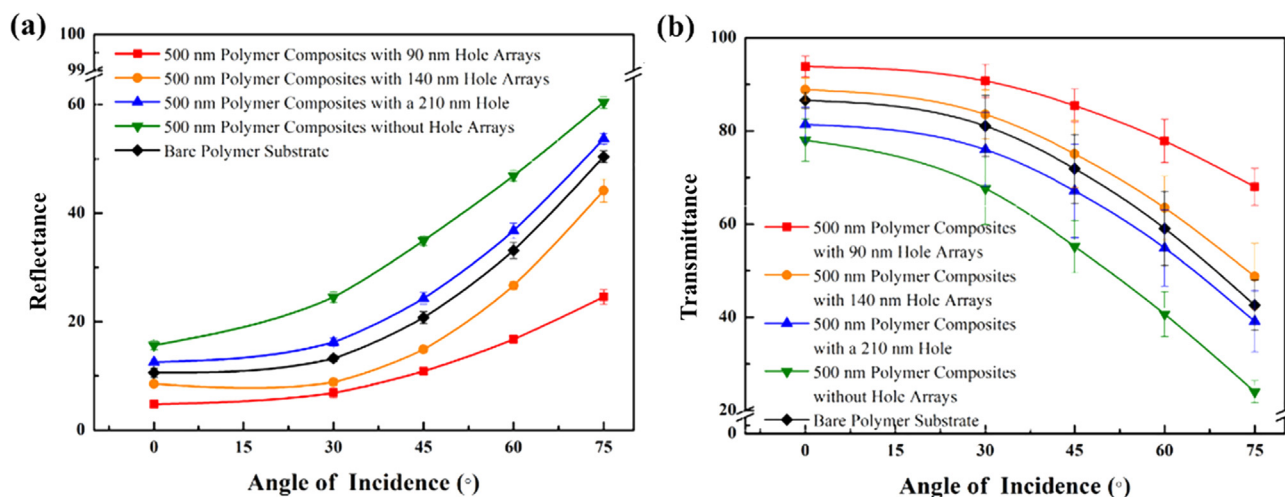 (a)
100
99
60
40
20
0
Reflectance
500 nm Polymer Composites with 90 nm Hole Arrays
500 nm Polymer Composites with 140 nm Hole Arrays
500 nm Polymer Composites with a 210 nm Hole
500 nm Polymer Composites without Hole Arrays
Bare Polymer Substrate
0 15 30 45 60 75
Angle of Incidence (°)
(b)
100
80
60
40
20
0
Transmittance
500 nm Polymer Composites
with 90 nm Hole Arrays
500 nm Polymer Composites
with 140 nm Hole Arrays
500 nm Polymer Composites
with a 210 nm Hole
500 nm Polymer Composites
without Hole Arrays
Bare Polymer Substrate
0 15 30 45 60 75
Angle of Incidence (°)